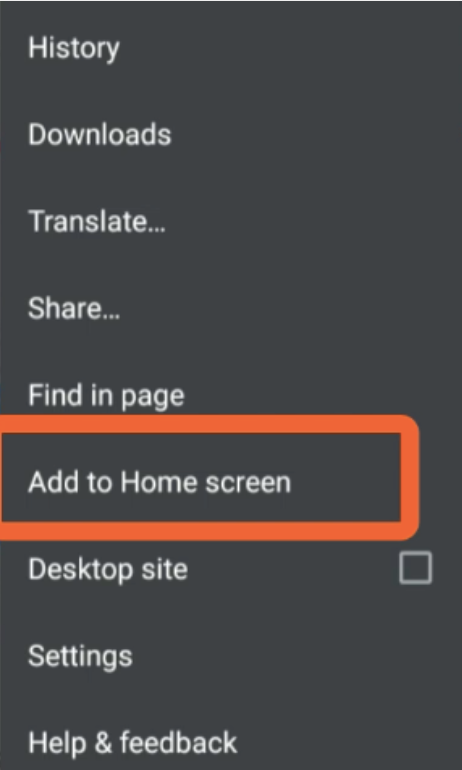 History
Downloads
Translate...
Share...
Find in page
Add to Home screen
Desktop site
Settings
Help & feedback